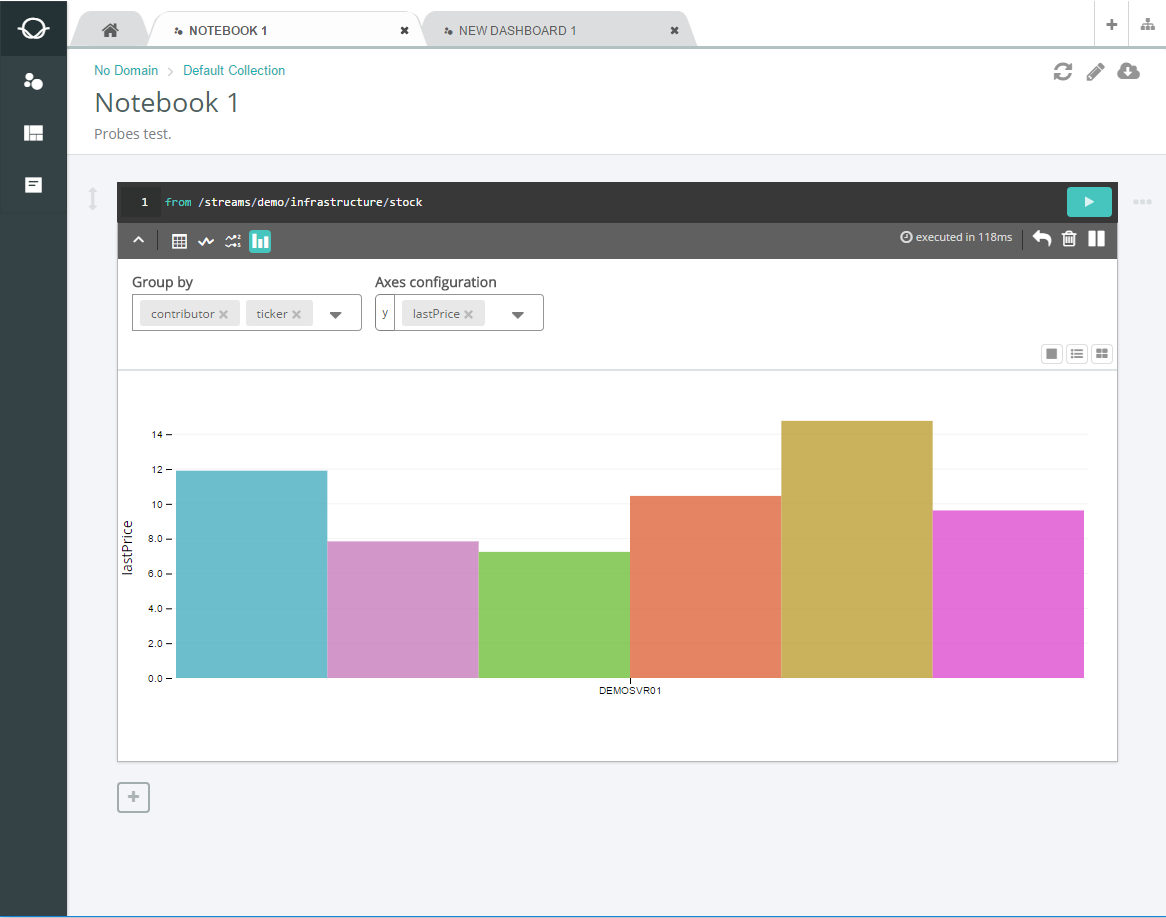 NOTEBOOK 1
NEW DASHBOARD 1
No Domain > Default Collection
Notebook 1
Probes test.
1 from /streams/demo/infrastructure/stock
executed in 118ms
Group by
Axes configuration
contributor ticker
y lastPrice
14
12
10
8.0
6.0
4.0
2.0
0.0
lastPrice
DEMOSVR01